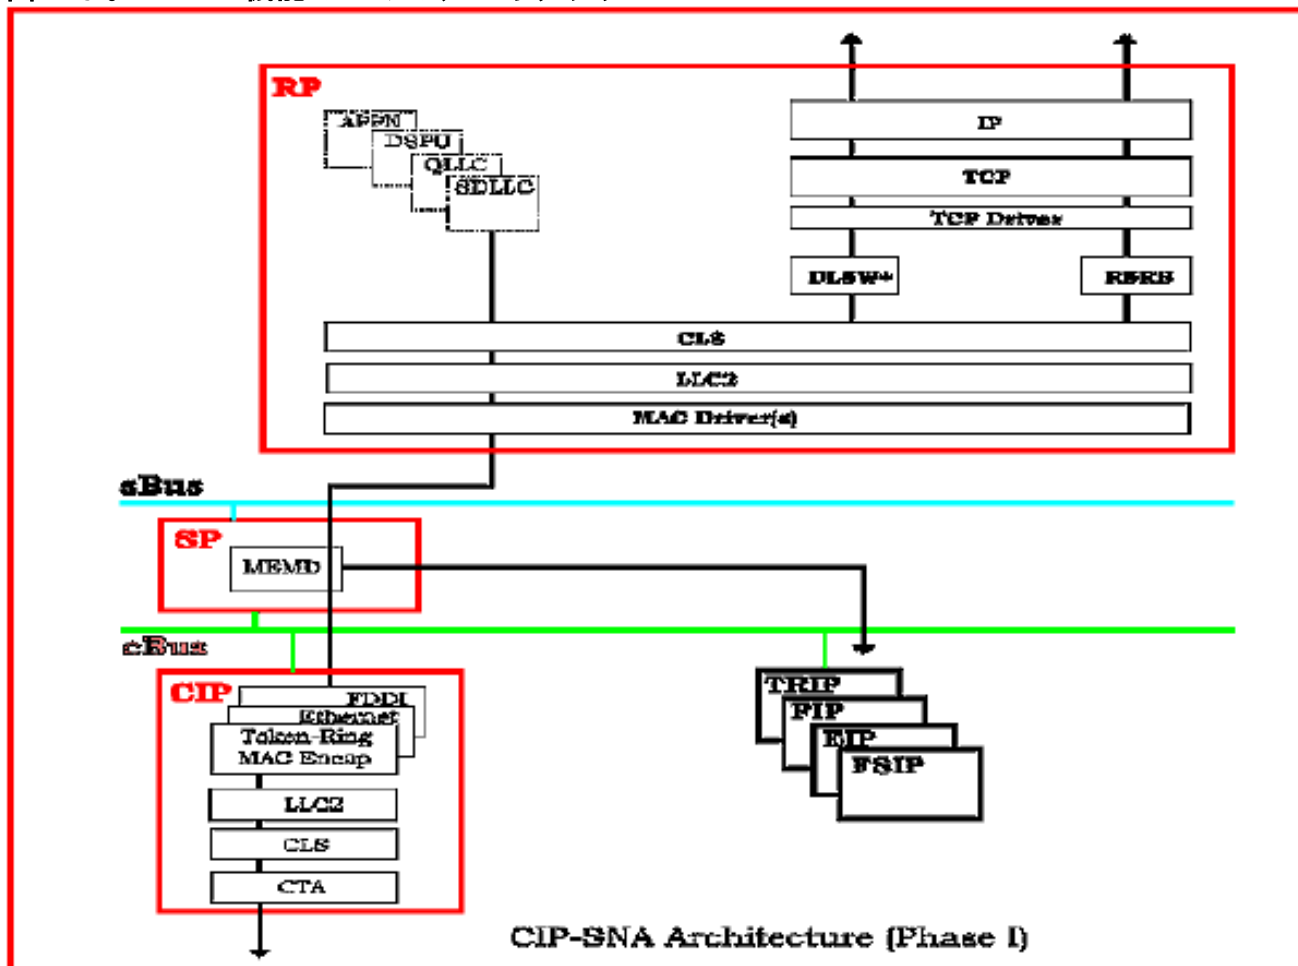 RP
APPN
DSPU
QLLC
SDLLC
IP
TCP
TCP Driver
DLSW+
RSRB
CLS
LLC2
MAC Driver(s)
sBus
SP
MEMD
cBus
CIP
FDDI
Ethernet
Token-Ring
MAC Encap
LLC2
CLS
CTA
TRIP
FIP
EIP
FSIP
CIP-SNA Architecture (Phase I)